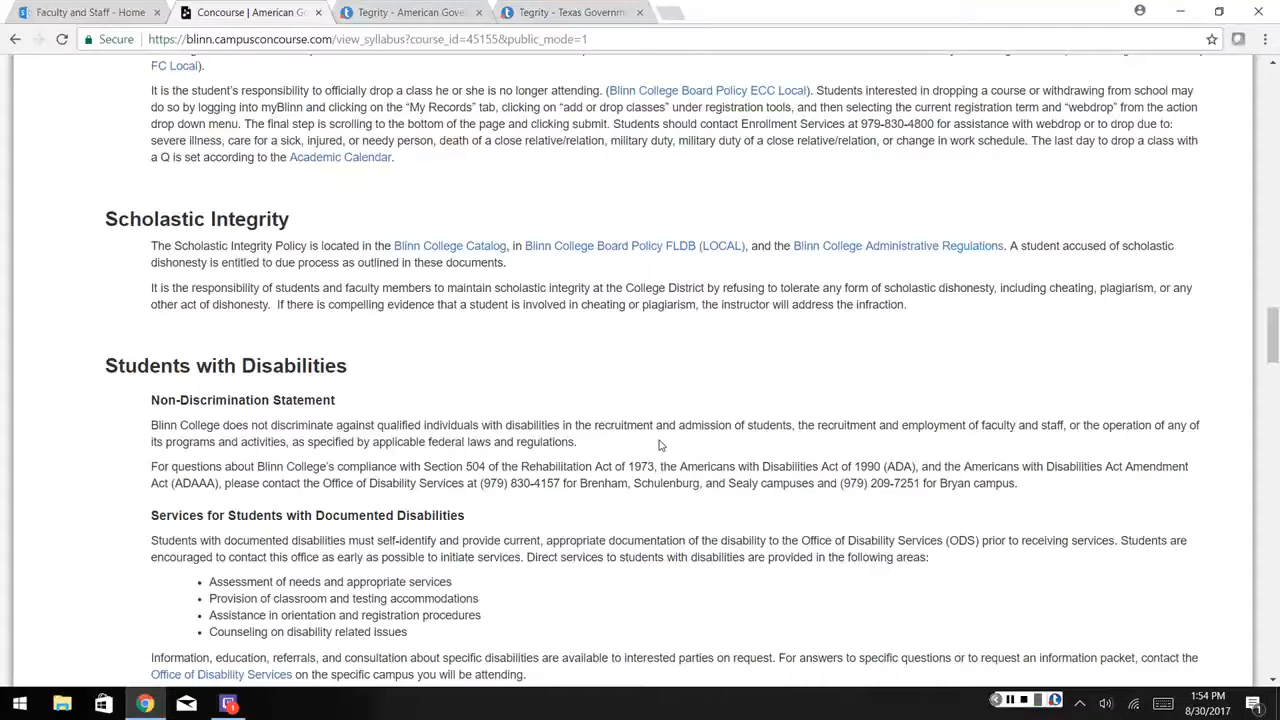 Faculty and Staff - Home
Concourse | American G
Tegrity - American Gove
Tegrity - Texas Governm
Secure
https://blinn.campusconcourse.com/view_syllabus?course_id=45155&public_mode=1
FC Local).
It is the student's responsibility to officially drop a class he or she is no longer attending. (Blinn College Board Policy ECC Local). Students interested in dropping a course or withdrawing from school may
do so by logging into myBlinn and clicking on the “My Records” tab, clicking on “add or drop classes” under registration tools, and then selecting the current registration term and “webdrop” from the action
drop down menu. The final step is scrolling to the bottom of the page and clicking submit. Students should contact Enrollment Services at 979-830-4800 for assistance with webdrop or to drop due to:
severe illness, care for a sick, injured, or needy person, death of a close relative/relation, military duty, military duty of a close relative/relation, or change in work schedule. The last day to drop a class with
a Q is set according to the Academic Calendar.
Scholastic Integrity
The Scholastic Integrity Policy is located in the Blinn College Catalog, in Blinn College Board Policy FLDB (LOCAL), and the Blinn College Administrative Regulations. A student accused of scholastic
dishonesty is entitled to due process as outlined in these documents.
It is the responsibility of students and faculty members to maintain scholastic integrity at the College District by refusing to tolerate any form of scholastic dishonesty, including cheating, plagiarism, or any
other act of dishonesty. If there is compelling evidence that a student is involved in cheating or plagiarism, the instructor will address the infraction.
Students with Disabilities
Non-Discrimination Statement
Blinn College does not discriminate against qualified individuals with disabilities in the recruitment and admission of students, the recruitment and employment of faculty and staff, or the operation of any of
its programs and activities, as specified by applicable federal laws and regulations.
For questions about Blinn College's compliance with Section 504 of the Rehabilitation Act of 1973, the Americans with Disabilities Act of 1990 (ADA), and the Americans with Disabilities Act Amendment
Act (ADAAA), please contact the Office of Disability Services at (979) 830-4157 for Brenham, Schulenburg, and Sealy campuses and (979) 209-7251 for Bryan campus.
Services for Students with Documented Disabilities
Students with documented disabilities must self-identify and provide current, appropriate documentation of the disability to the Office of Disability Services (ODS) prior to receiving services. Students are
encouraged to contact this office as early as possible to initiate services. Direct services to students with disabilities are provided in the following areas:
• Assessment of needs and appropriate services
• Provision of classroom and testing accommodations
• Assistance in orientation and registration procedures
• Counseling on disability related issues
Information, education, referrals, and consultation about specific disabilities are available to interested parties on request. For answers to specific questions or to request an information packet, contact the
Office of Disability Services on the specific campus you will be attending.
1:54 PM
8/30/2017